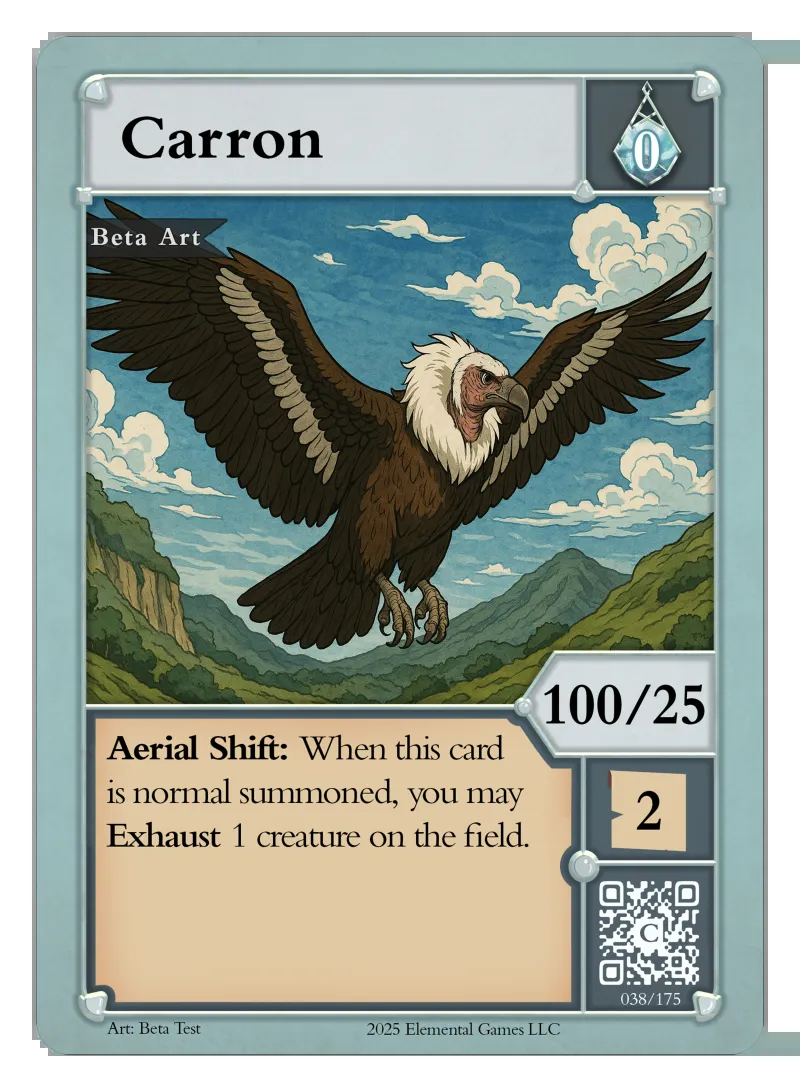 Carron
0
Beta Art
100/25
Aerial Shift: When this card
is normal summoned, you may
Exhaust 1 creature on the field.
2
C
038/175
Art: Beta Test
2025 Elemental Games LLC